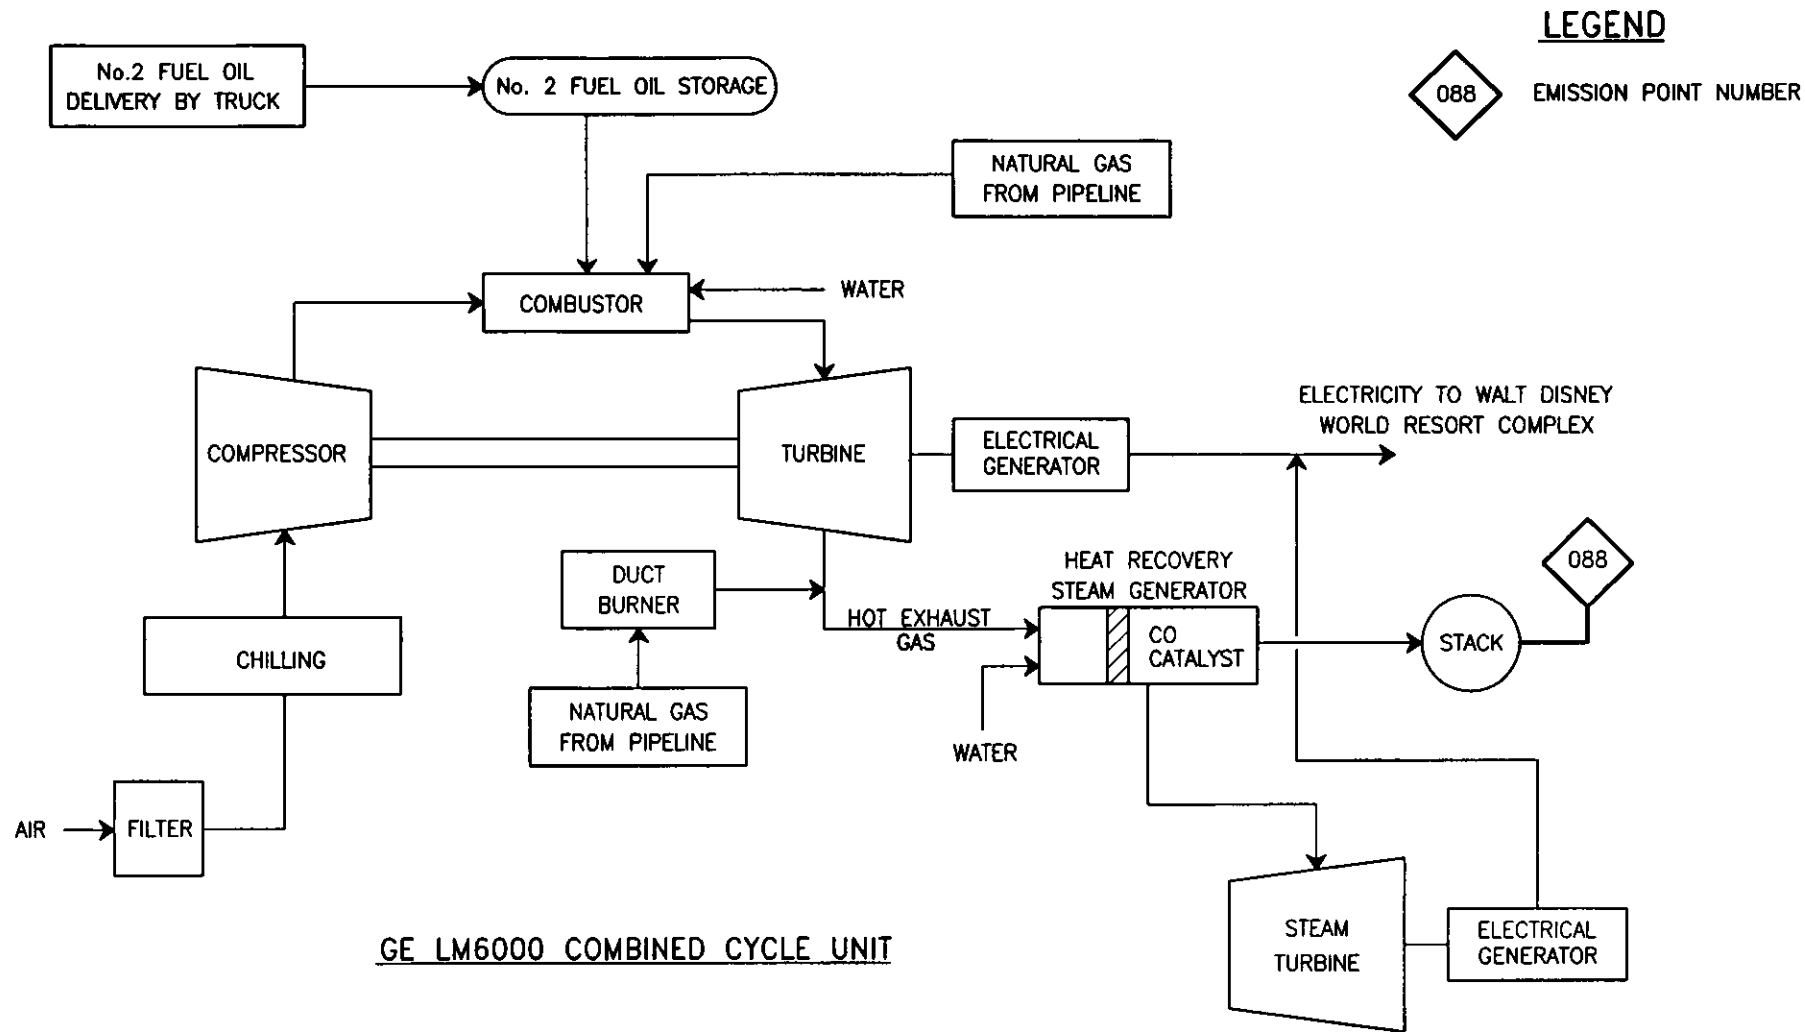 LEGEND
No.2 FUEL OIL
DELIVERY BY TRUCK
No. 2 FUEL OIL STORAGE
088
EMISSION POINT NUMBER
NATURAL GAS
FROM PIPELINE
COMBUSTOR
WATER
COMPRESSOR
TURBINE
ELECTRICAL
GENERATOR
ELECTRICITY TO WALT DISNEY
WORLD RESORT COMPLEX
DUCT
BURNER
HOT EXHAUST
GAS
HEAT RECOVERY
STEAM GENERATOR
CO
CATALYST
STACK
088
CHILLING
NATURAL GAS
FROM PIPELINE
WATER
AIR
FILTER
STEAM
TURBINE
ELECTRICAL
GENERATOR
GE LM6000 COMBINED CYCLE UNIT